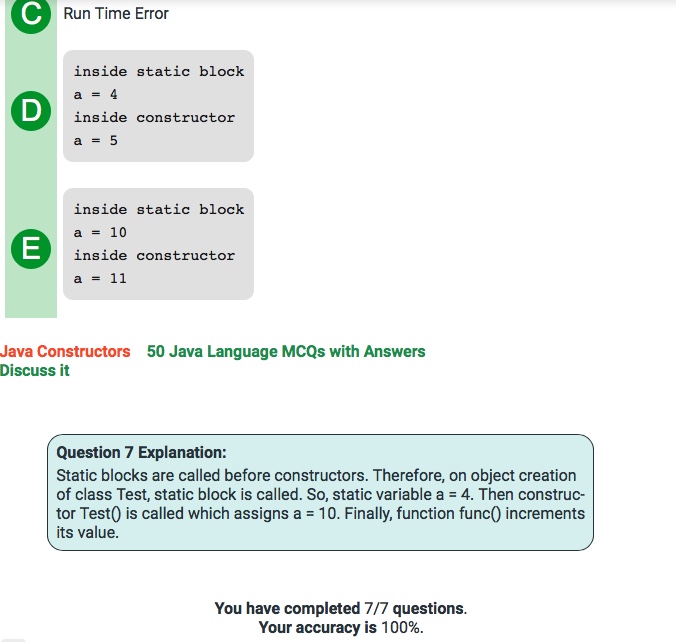 C Run Time Error
inside static block
a = 4
D
inside constructor
a = 5
inside static block
a = 10
E
inside constructor
a = 11
Java Constructors 50 Java Language MCQs with Answers
Discuss it
Question 7 Explanation:
Static blocks are called before constructors. Therefore, on object creation
of class Test, static block is called. So, static variable a = 4. Then construc-
tor Test() is called which assigns a = 10. Finally, function func() increments
its value.
You have completed 7/7 questions.
Your accuracy is 100%.